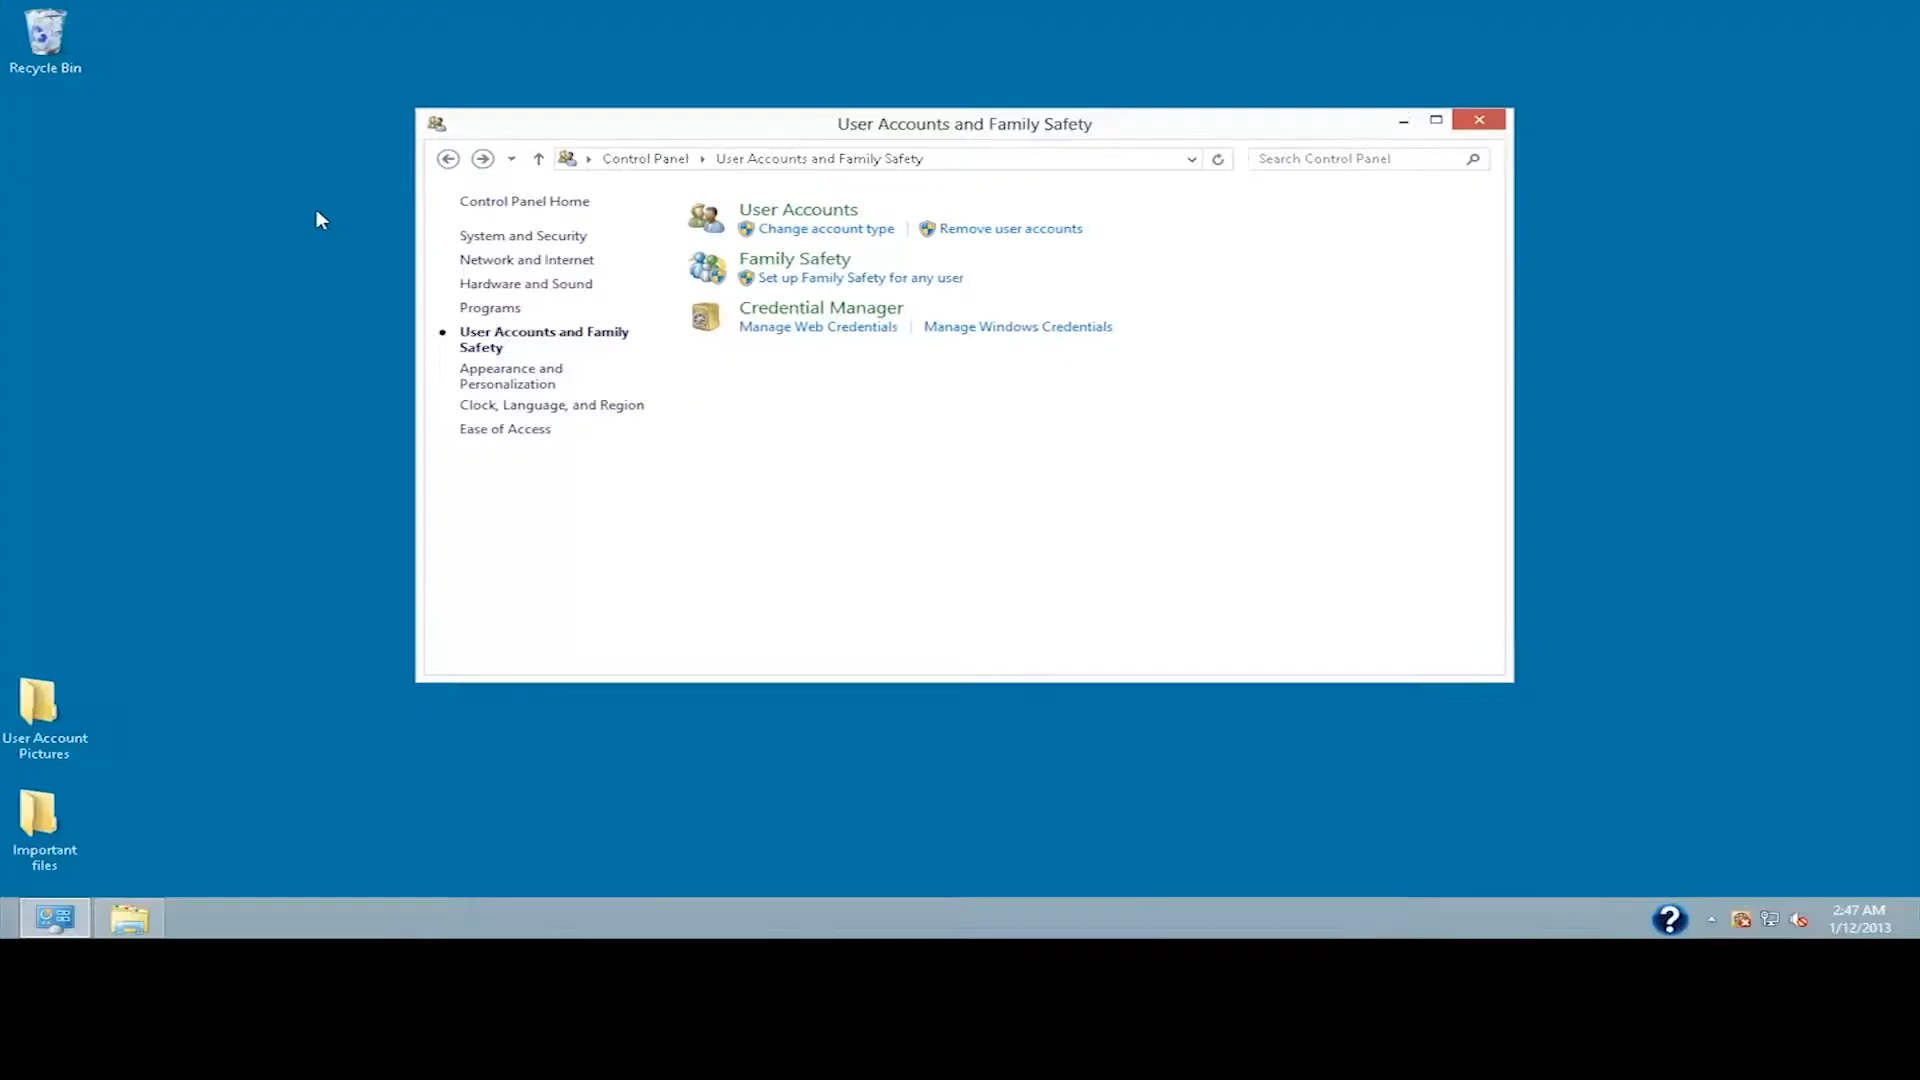 Recycle Bin
User Accounts and Family Safety
Control Panel
User Accounts and Family Safety
Search Control Panel
Control Panel Home
System and Security
Network and Internet
Hardware and Sound
Programs
User Accounts and Family
Safety
Appearance and
Personalization
Clock, Language, and Region
Ease of Access
User Accounts
Change account type
Remove user accounts
Family Safety
Set up Family Safety for any user
Credential Manager
Manage Web Credentials
Manage Windows Credentials
User Account
Pictures
Important
files
?
2:47 AM
1/12/2013